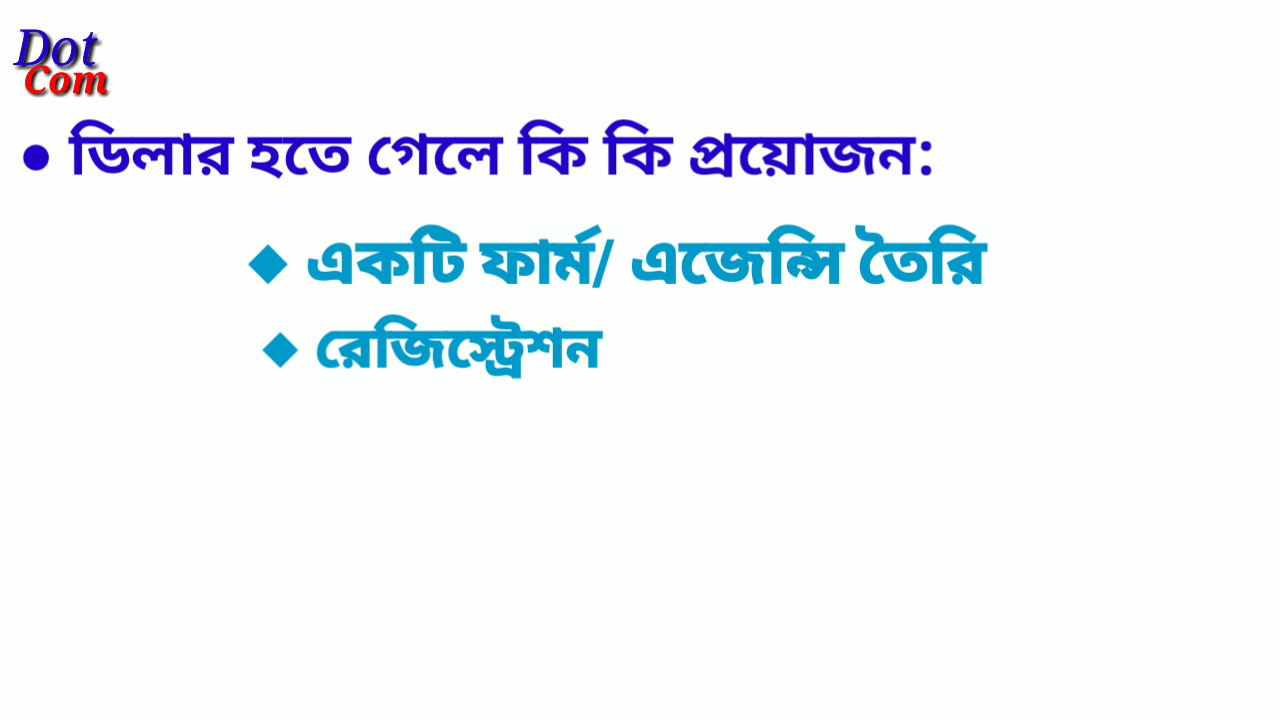 Dot
Com
• ডিলার হতে গেলে কি কি প্রয়োজন:
◆ একটি ফার্ম/ এজেন্সি তৈরি
◆ রেজিস্ট্রেশন